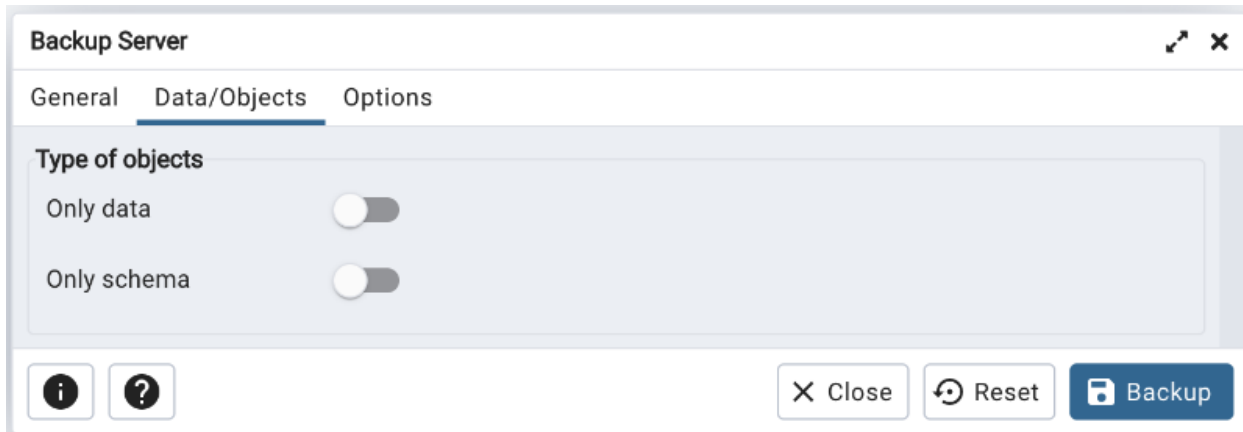 Backup Server
General Data/Objects Options
Type of objects
Only data
Only schema
Close Reset Backup